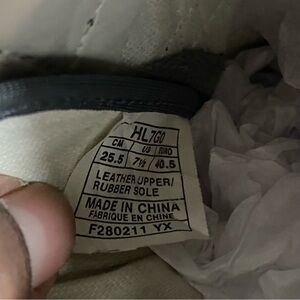 HL7G0
CM US EURO
25.5 7½ 40.5
LEATHER UPPER/
RUBBER SOLE
MADE IN CHINA
FABRIQUE EN CHINE
F280211 YX